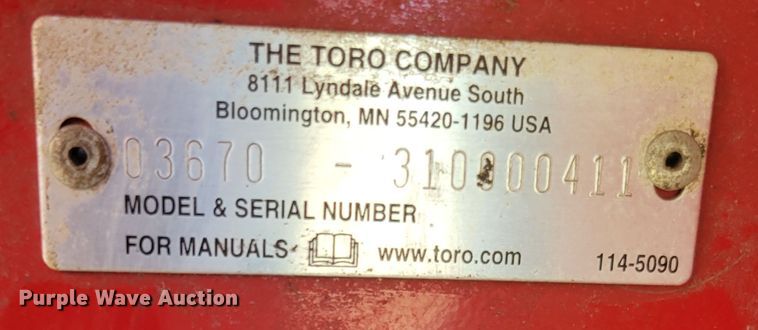 THE TORO COMPANY
8111 Lyndale Avenue South
Bloomington, MN 55420-1196 USA
03670 - 310000411
MODEL & SERIAL NUMBER
FOR MANUALS www.toro.com 114-5090
Purple Wave Auction